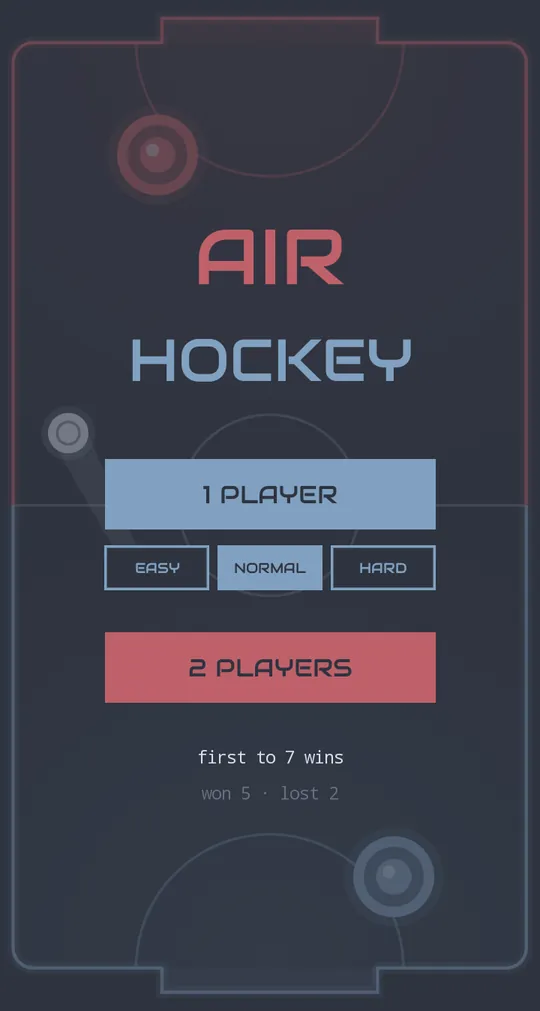 AIR
HOCKEY
1 PLAYER
EASY NORMAL HARD
2 PLAYERS
first to 7 wins
won 5 · lost 2